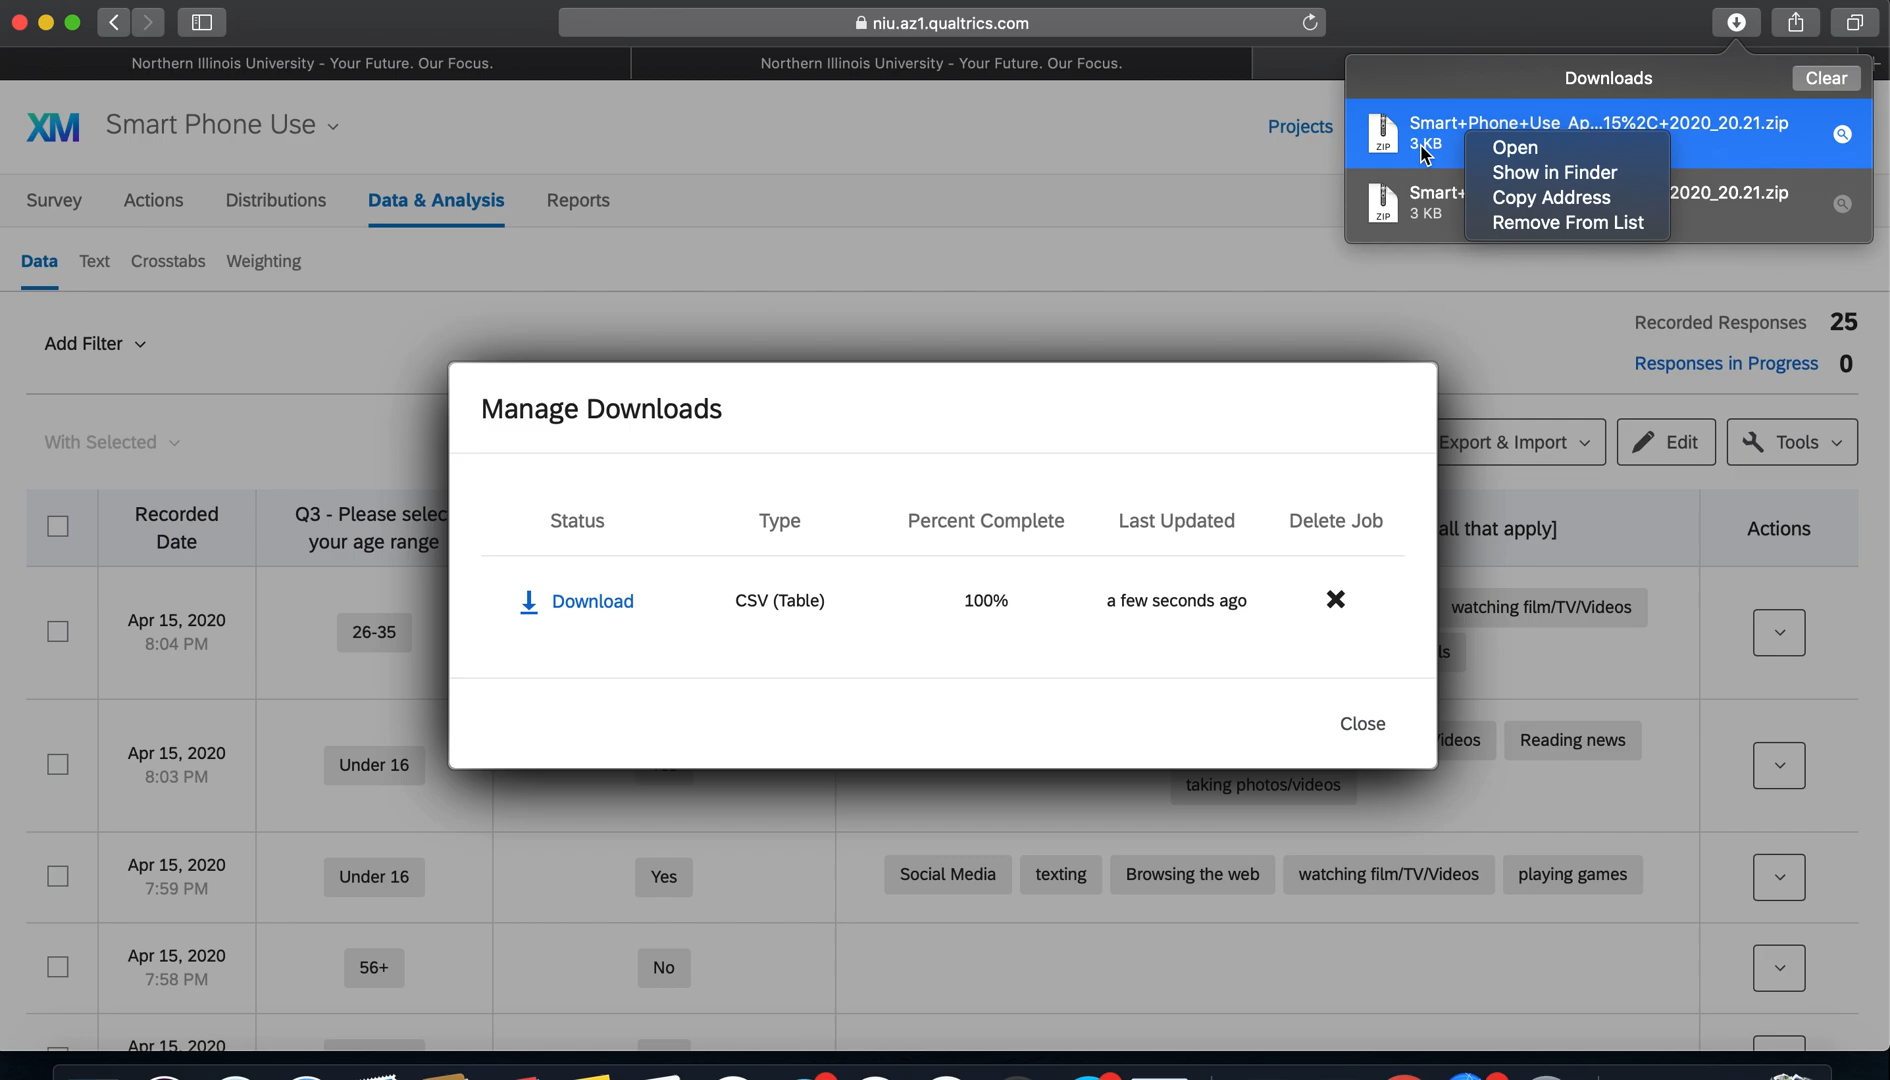 niu.az1.qualtrics.com
Northern Illinois University - Your Future. Our Focus.
Northern Illinois University - Your Future. Our Focus.
Downloads
Clear
Smart+Phone+Use_Ap...15%2C+2020_20.21.zip
3 KB
ZIP
Open
Show in Finder
Copy Address
Remove From List
Smart+
2020_20.21.zip
3 KB
ZIP
XM
Smart Phone Use
Projects
Survey
Actions
Distributions
Data & Analysis
Reports
Data
Text
Crosstabs
Weighting
Add Filter
Recorded Responses 25
Responses in Progress 0
With Selected
Export & Import
Edit
Tools
Manage Downloads
Status
Type
Percent Complete
Last Updated
Delete Job
Download
CSV (Table)
100%
a few seconds ago
Close
Recorded
Date
Q3 - Please selec
your age range
all that apply]
Actions
Apr 15, 2020
8:04 PM
26-35
watching film/TV/Videos
ls
Apr 15, 2020
8:03 PM
Under 16
Videos
Reading news
taking photos/videos
Apr 15, 2020
7:59 PM
Under 16
Yes
Social Media
texting
Browsing the web
watching film/TV/Videos
playing games
Apr 15, 2020
7:58 PM
56+
No
Apr 15, 2020